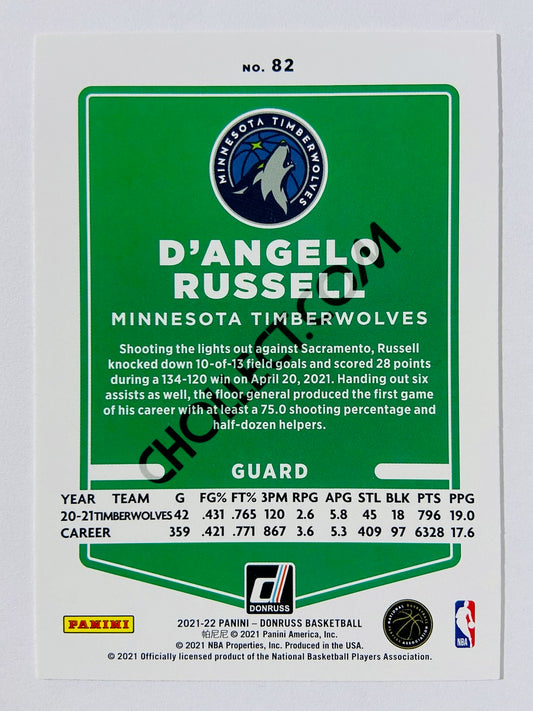 NO. 82
MINNESOTA TIMBERWOLVES
D'ANGELO
RUSSELL
MINNESOTA TIMBERWOLVES
Shooting the lights out against Sacramento, Russell
knocked down 10-of-13 field goals and scored 28 points
during a 134-120 win on April 20, 2021. Handing out six
assists as well, the floor general produced the first game
of his career with at least a 75.0 shooting percentage and
half-dozen helpers.
CHOLLECT.COM
GUARD
YEAR TEAM G FG% FT% 3PM RPG APG STL BLK PTS PPG
20-21 TIMBERWOLVES 42 .431 .765 120 2.6 5.8 45 18 796 19.0
CAREER 359 .421 .771 867 3.6 5.3 409 97 6328 17.6
DONRUSS
PANINI
2021-22 PANINI – DONRUSS BASKETBALL
帕尼尼 © 2021 Panini America, Inc.
© 2021 NBA Properties, Inc. Produced in the USA.
© 2021 Officially licensed product of the National Basketball Players Association.
NATIONAL BASKETBALL PLAYERS ASSOCIATION
NBA